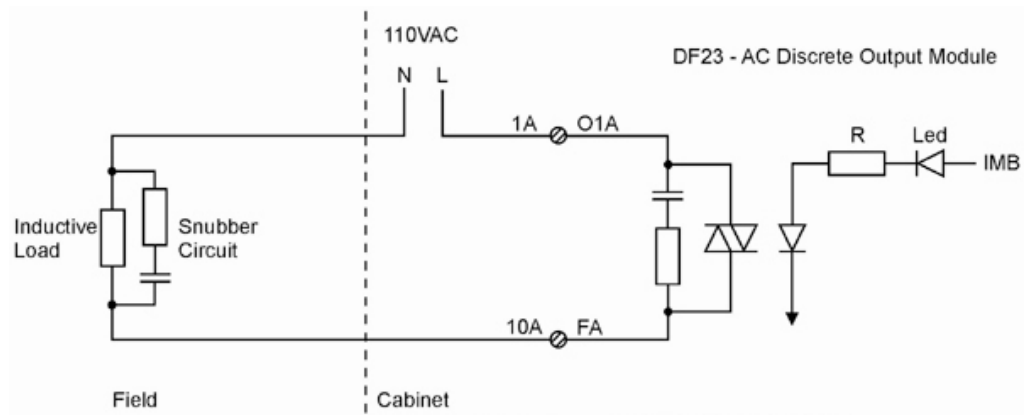 110VAC
N L
DF23 - AC Discrete Output Module
1A O1A
R Led
IMB
Inductive
Load
Snubber
Circuit
10A FA
Field
Cabinet